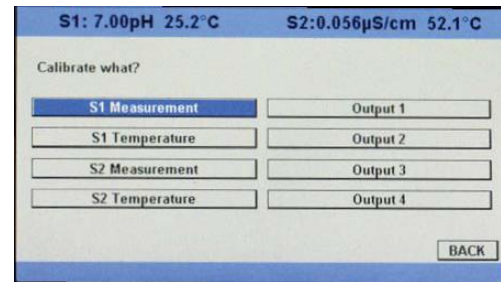 S1: 7.00pH 25.2°C S2:0.056µS/cm 52.1°C
Calibrate what?
S1 Measurement Output 1
S1 Temperature Output 2
S2 Measurement Output 3
S2 Temperature Output 4
BACK